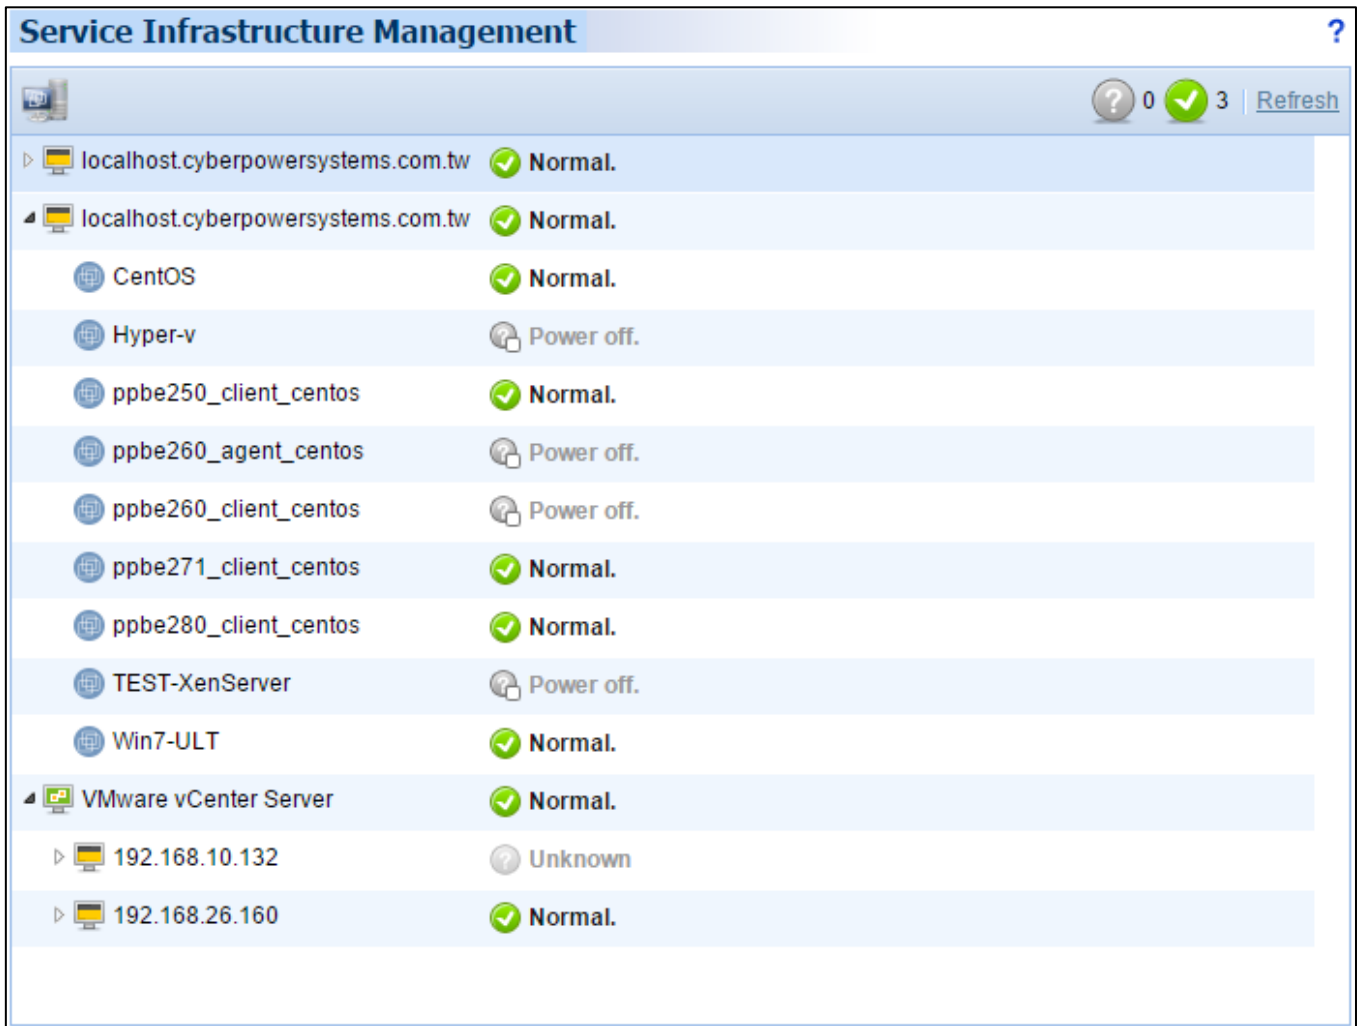 Service Infrastructure Management ?
0 3 Refresh
localhost.cyberpowersystems.com.tw Normal.
localhost.cyberpowersystems.com.tw Normal.
CentOS Normal.
Hyper-v Power off.
ppbe250_client_centos Normal.
ppbe260_agent_centos Power off.
ppbe260_client_centos Power off.
ppbe271_client_centos Normal.
ppbe280_client_centos Normal.
TEST-XenServer Power off.
Win7-ULT Normal.
VMware vCenter Server Normal.
192.168.10.132 Unknown
192.168.26.160 Normal.